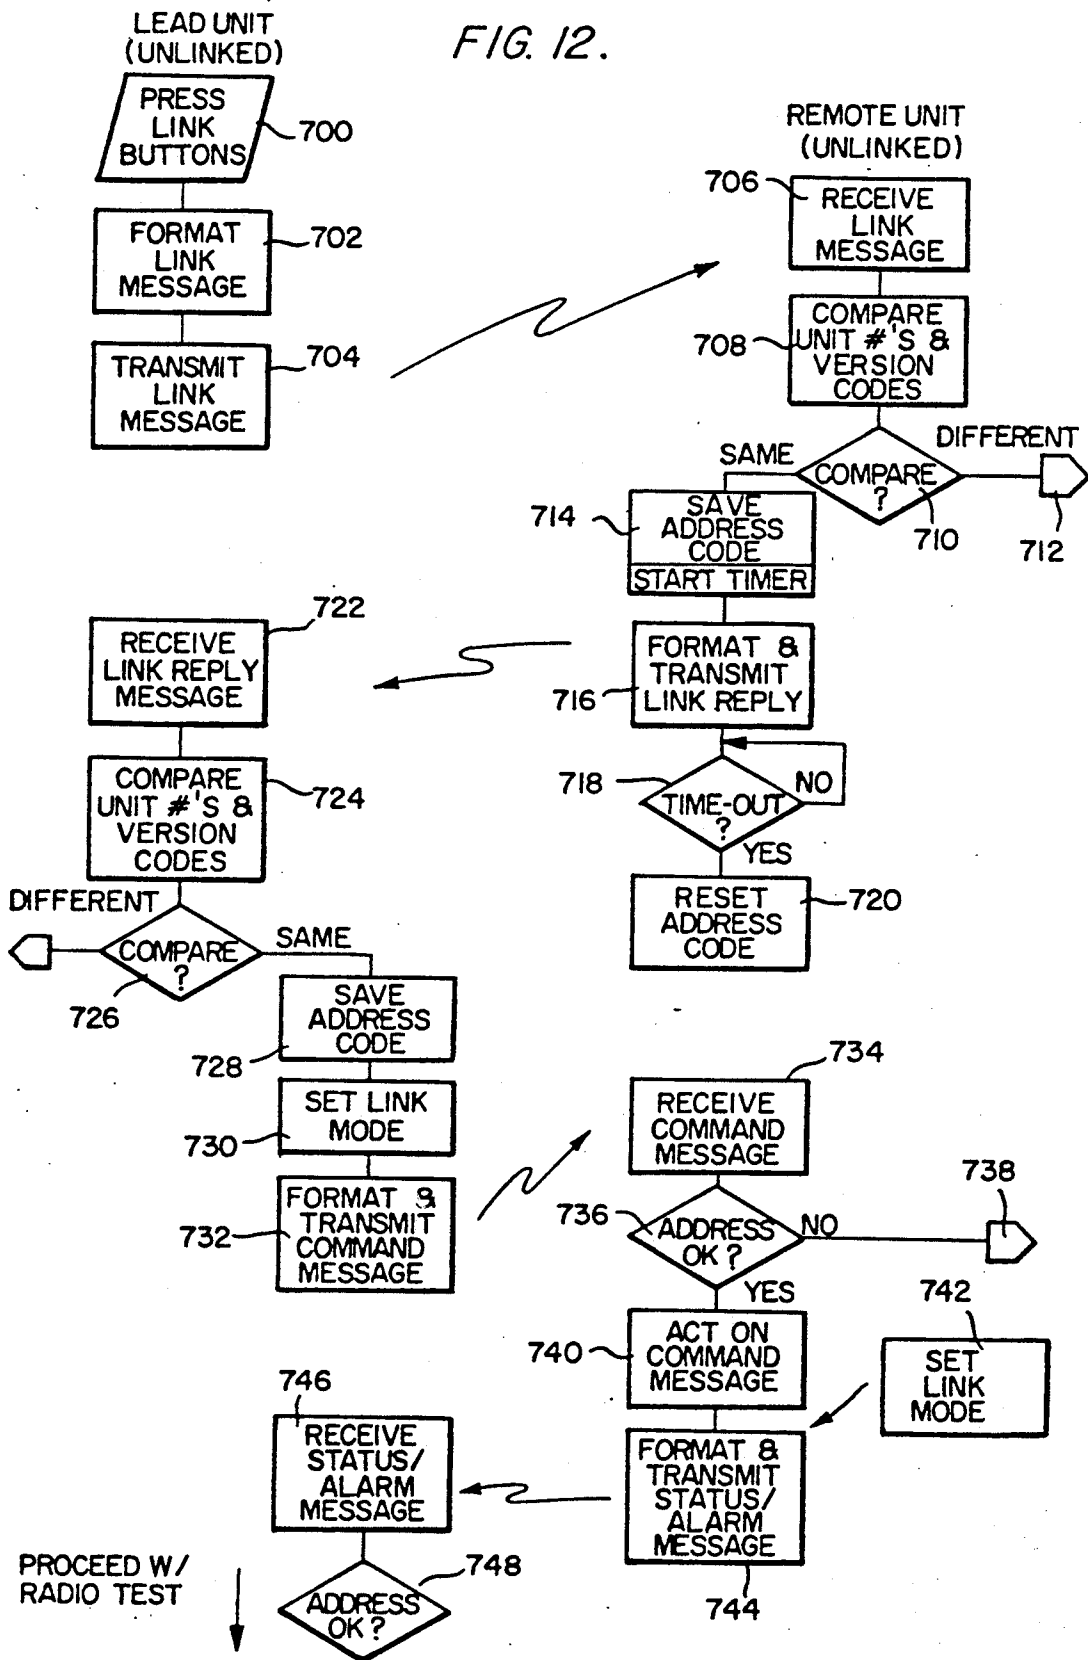 FIG. 12.
LEAD UNIT
(UNLINKED)
PRESS
LINK
BUTTONS
700
FORMAT
LINK
MESSAGE
702
TRANSMIT
LINK
MESSAGE
704
REMOTE UNIT
(UNLINKED)
706
RECEIVE
LINK
MESSAGE
708
COMPARE
UNIT #'S &
VERSION
CODES
COMPARE
?
710
SAME
DIFFERENT
712
714
SAVE
ADDRESS
CODE
START TIMER
716
FORMAT &
TRANSMIT
LINK REPLY
718
TIME-OUT
?
NO
YES
RESET
ADDRESS
CODE
720
722
RECEIVE
LINK REPLY
MESSAGE
COMPARE
UNIT #'S &
VERSION
CODES
724
DIFFERENT
COMPARE
?
SAME
726
SAVE
ADDRESS
CODE
728
SET LINK
MODE
730
FORMAT &
TRANSMIT
COMMAND
MESSAGE
732
734
RECEIVE
COMMAND
MESSAGE
736
ADDRESS
OK?
NO
738
YES
740
ACT ON
COMMAND
MESSAGE
742
SET
LINK
MODE
FORMAT &
TRANSMIT
STATUS/
ALARM
MESSAGE
744
746
RECEIVE
STATUS/
ALARM
MESSAGE
748
ADDRESS
OK?
PROCEED W/
RADIO TEST